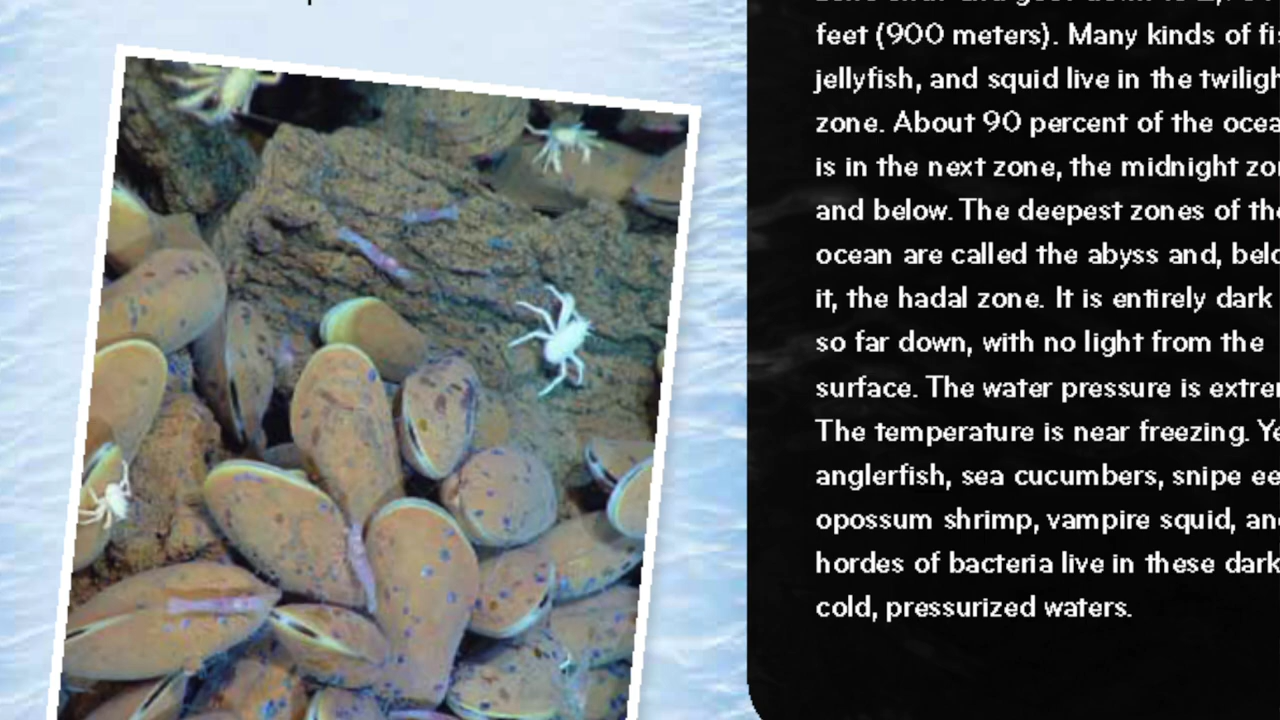 feet (900 meters). Many kinds of
jellyfish, and squid live in the
zone. About 90 percent of the
is in the next zone, the midnight
and below. The deepest zones of
ocean are called the abyss and,
it, the hadal zone. It is entirely dark
so far down, with no light from the
surface. The water pressure is
The temperature is near freezing.
anglerfish, sea cucumbers, snipe
opossum shrimp, vampire squid,
hordes of bacteria live in these
cold, pressurized waters.